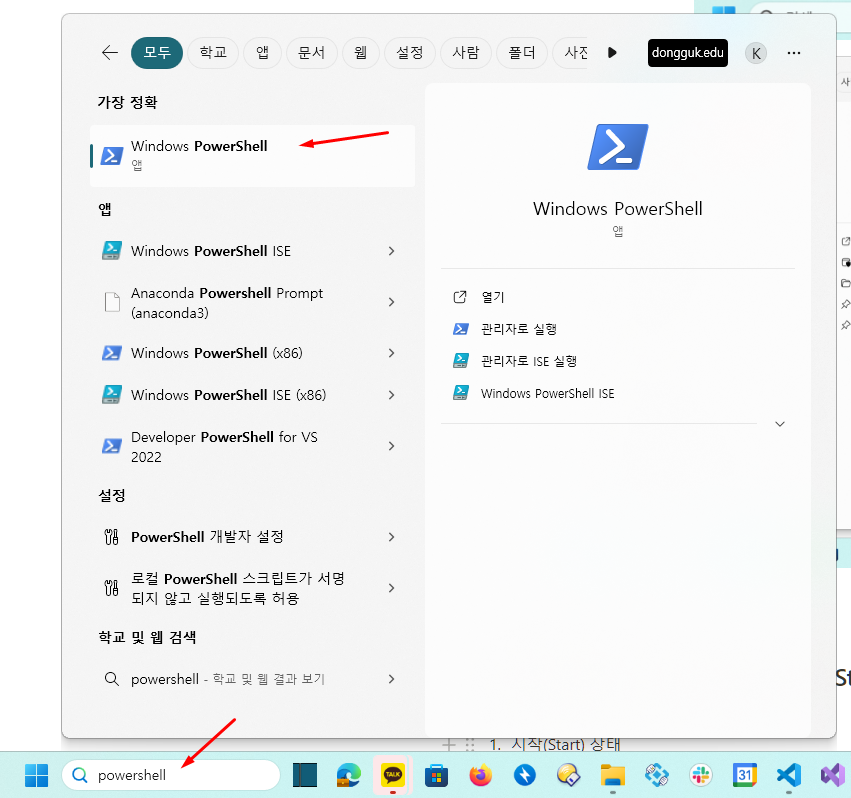 모두 학교 앱 문서 웹 설정 사람 폴더 dongguk.edu K ...
가장 정확
Windows PowerShell
앱
앱
Windows PowerShell ISE
Anaconda Powershell Prompt
(anaconda3)
Windows PowerShell (x86)
Windows PowerShell ISE (x86)
Developer PowerShell for VS
2022
설정
PowerShell 개발자 설정
로컬 PowerShell 스크립트가 서명
되지 않고 실행되도록 허용
학교 및 웹 검색
powershell - 학교 및 웹 결과 보기
Windows PowerShell
앱
열기
관리자로 실행
관리자로 ISE 실행
Windows PowerShell ISE
1. 시작(Start) 상태
powershell
TALK
31